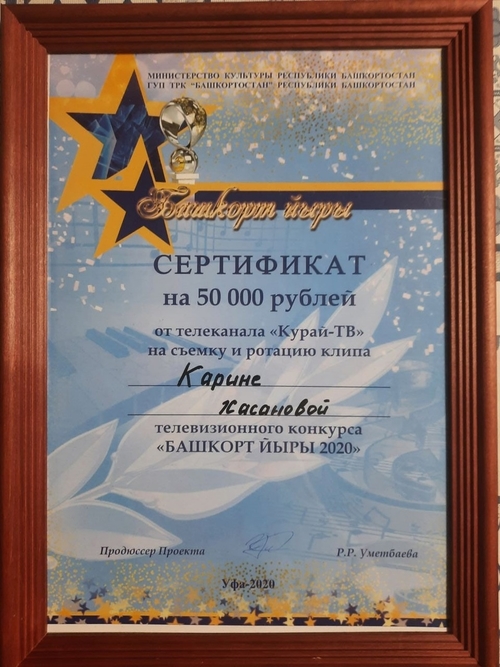 МИНИСТЕРСТВО КУЛЬТУРЫ РЕСПУБЛИКИ БАШКОРТОСТАН
ГУП ТРК "БАШКОРТОСТАН" РЕСПУБЛИКИ БАШКОРТОСТАН
Башкорт йыры
СЕРТИФИКАТ
на 50 000 рублей
от телеканала «Курай-ТВ»
на съемку и ротацию клипа
Карине
Хасановой
телевизионного конкурса
«БАШКОРТ ЙЫРЫ 2020»
Продюссер Проекта Р.Р. Уметбаева
Уфа-2020